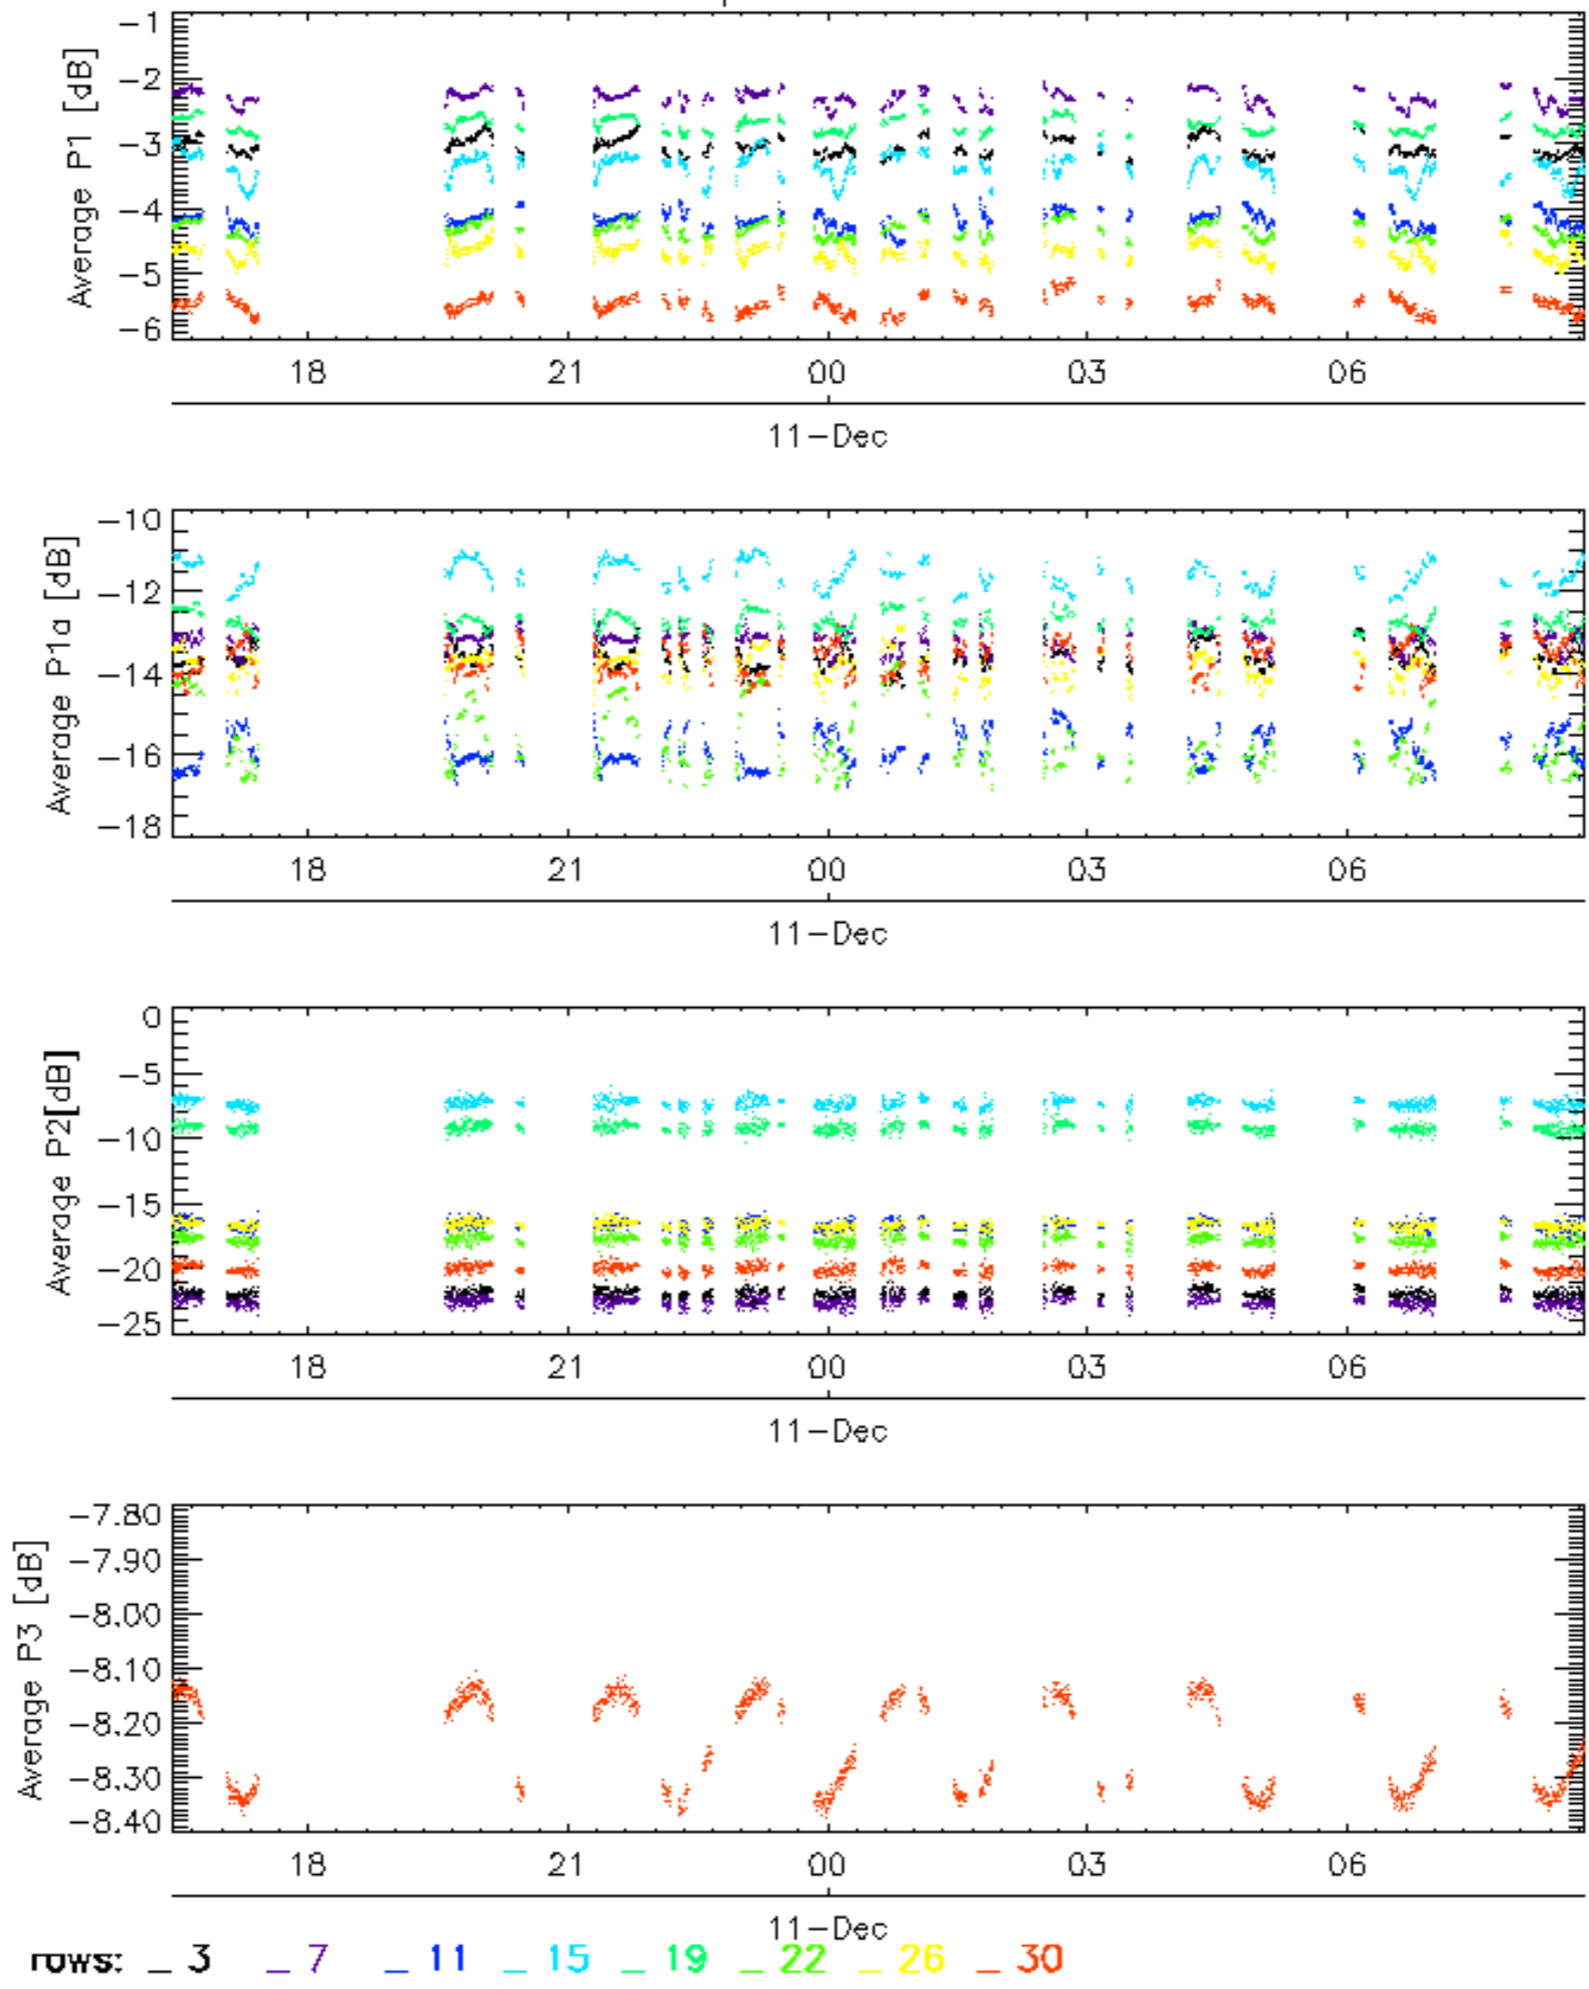 Average P1 [dB]
-1
-2
-3
-4
-5
-6
18 21 00 03 06
11-Dec
Average P1a [dB]
-10
-12
-14
-16
-18
18 21 00 03 06
11-Dec
Average P2[dB]
0
-5
-10
-15
-20
-25
18 21 00 03 06
11-Dec
Average P3 [dB]
-7.80
-7.90
-8.00
-8.10
-8.20
-8.30
-8.40
18 21 00 03 06
11-Dec
rows: _ 3 _ 7 _ 11 _ 15 _ 19 _ 22 _ 26 _ 30